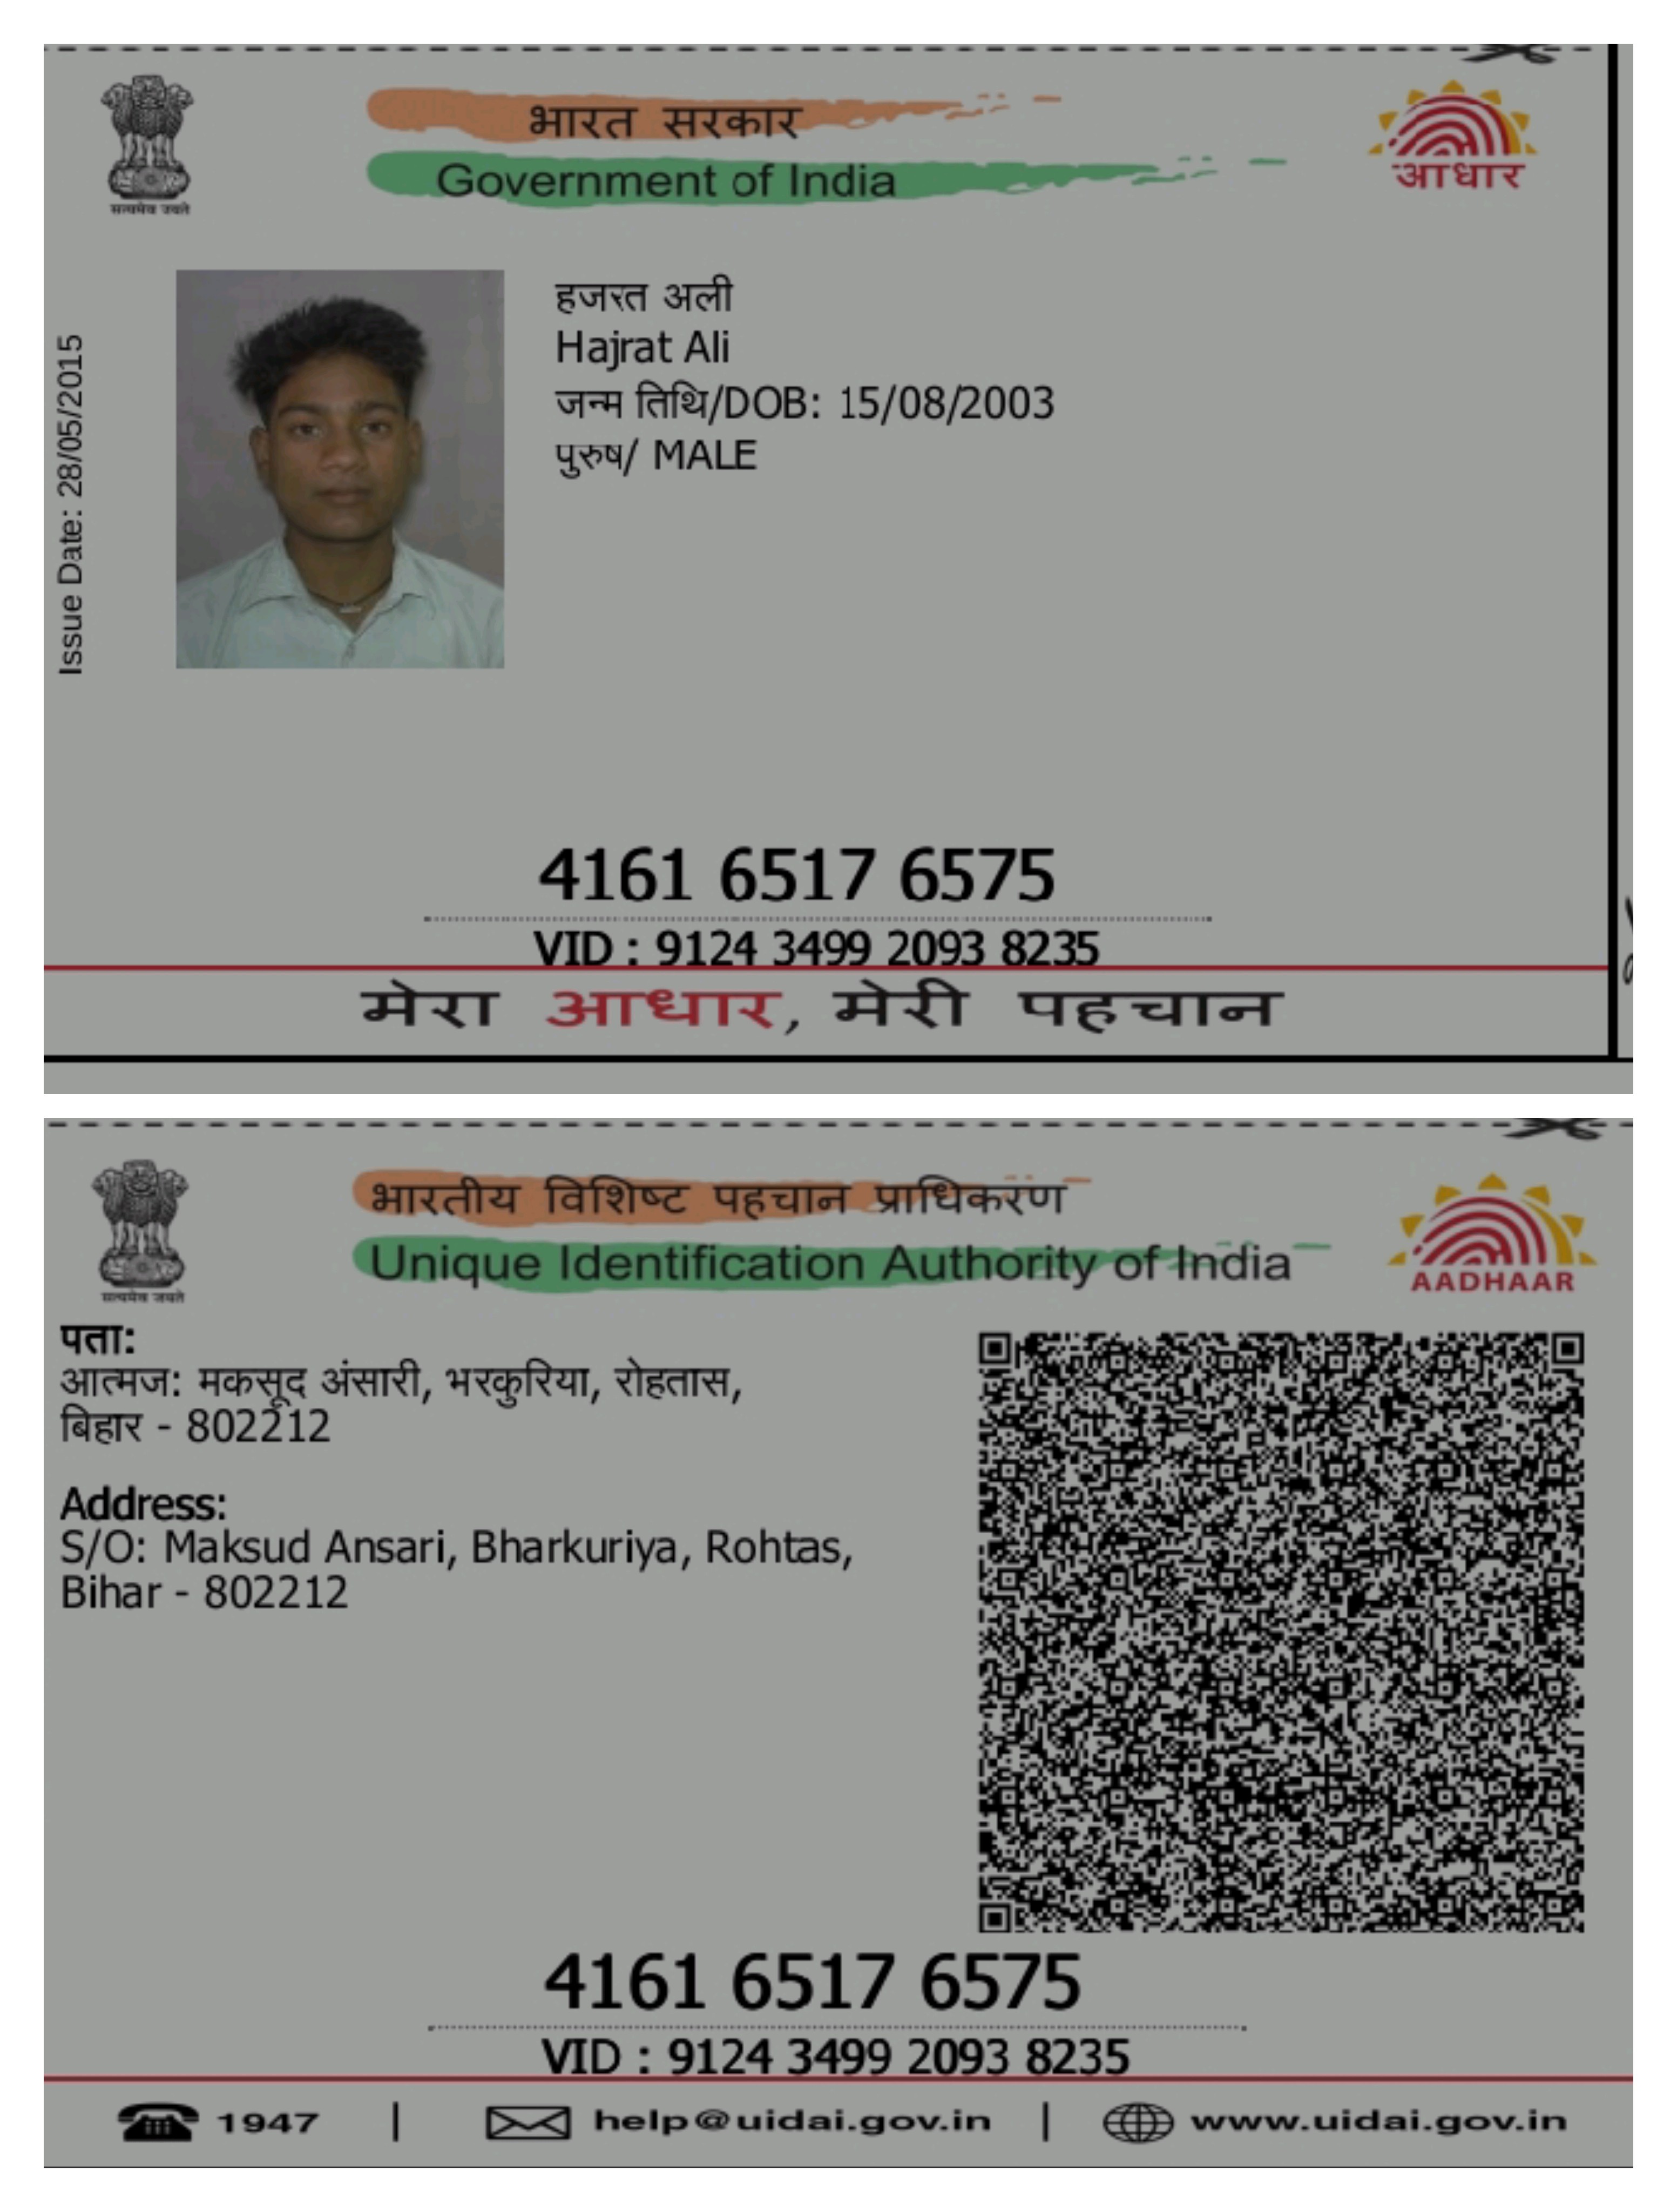 भारत सरकार
Government of India
आधार
सत्यमेव जयते
Issue Date: 28/05/2015
हजरत अली
Hajrat Ali
जन्म तिथि/DOB: 15/08/2003
पुरुष/ MALE
4161 6517 6575
VID : 9124 3499 2093 8235
मेरा आधार, मेरी पहचान
भारतीय विशिष्ट पहचान प्राधिकरण
Unique Identification Authority of India
AADHAAR
सत्यमेव जयते
पता:
आत्मज: मकसूद अंसारी, भरकुरिया, रोहतास,
बिहार - 802212
Address:
S/O: Maksud Ansari, Bharkuriya, Rohtas,
Bihar - 802212
4161 6517 6575
VID : 9124 3499 2093 8235
1947 | help@uidai.gov.in | www.uidai.gov.in